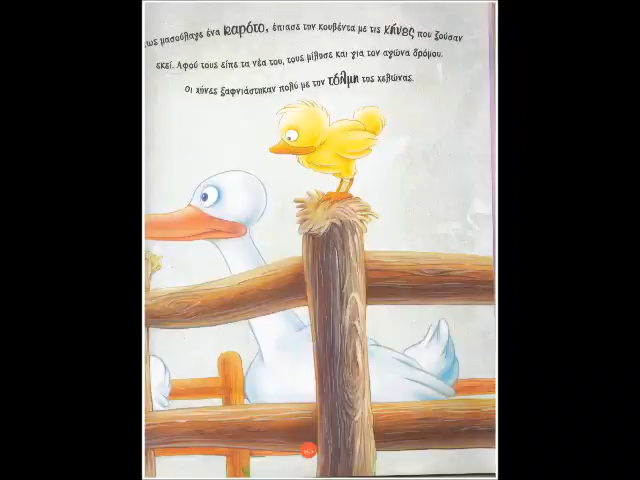 μασούλαγε ένα καρότο, έπιασε την κουβέντα με τις χήνες που ζούσαν
εκεί. Αφού τους είπε τα νέα του, τους μίλησε και για τον αγώνα δρόμου.
Οι χήνες ξαφνιάστηκαν πολύ με την τόλμη της χελώνας.